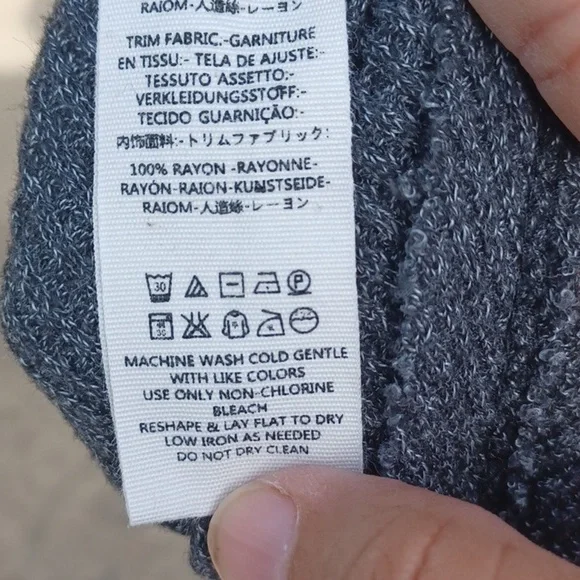 RAIOM-人造絲-レーヨン
TRIM FABRIC.-GARNITURE
EN TISSU:- TELA DE AJUSTE:-
TESSUTO ASSETTO:-
VERKLEIDUNGSSTOFF:-
TECIDO GUARNIÇÃO:-
内饰面料:-トリムファブリック:
100% RAYON -RAYONNE-
RAYÓN-RAION-KUNSTSEIDE-
RAIOM-人造絲-レーヨン
30
P
30
MACHINE WASH COLD GENTLE
WITH LIKE COLORS
USE ONLY NON-CHLORINE
BLEACH
RESHAPE & LAY FLAT TO DRY
LOW IRON AS NEEDED
DO NOT DRY CLEAN